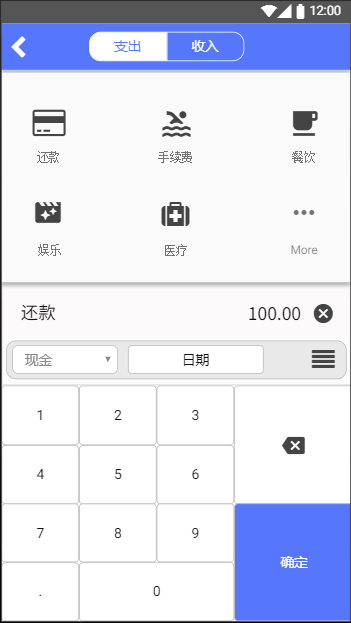 12:00
支出 收入
还款 手续费 餐饮
娱乐 医疗 More
还款 100.00
现金 日期
1 2 3
4 5 6
7 8 9
确定
. 0